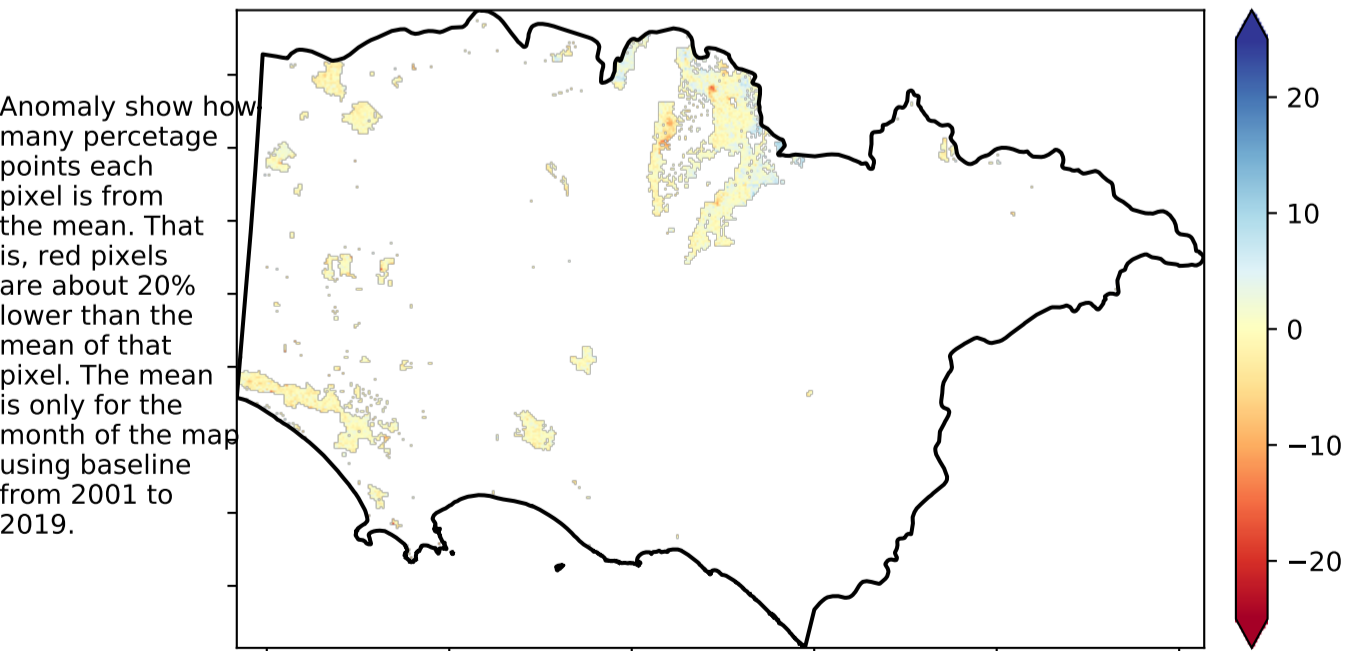 Anomaly show how
many percetage
points each
pixel is from
the mean. That
is, red pixels
are about 20%
lower than the
mean of that
pixel. The mean
is only for the
month of the map
using baseline
from 2001 to
2019.
20
10
0
−10
−20